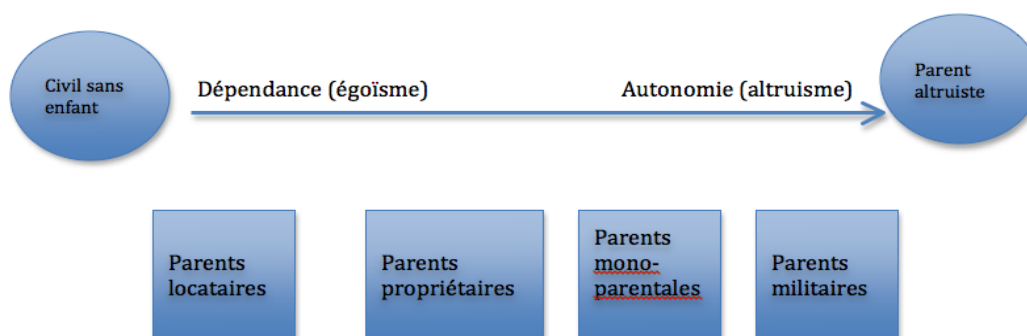 Civil sans
enfant
Dépendance (égoïsme)
Autonomie (altruisme)
Parent
altruiste
Parents
locataires
Parents
propriétaires
Parents
mono-
parentales
Parents
militaires